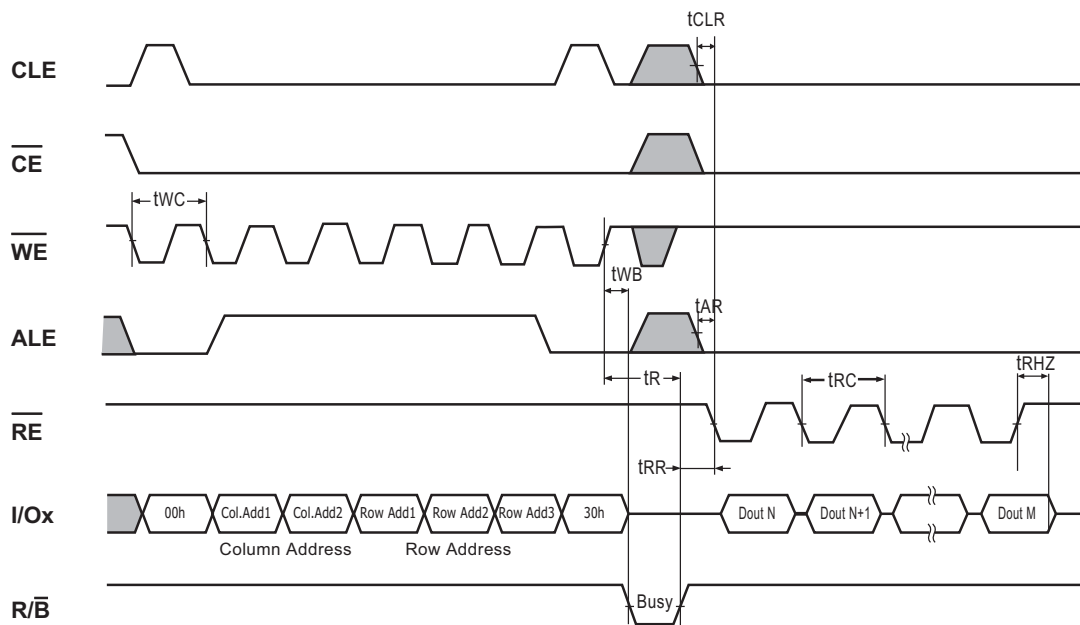 tCLR
CLE
CE
tWC
WE
tWB
tAR
ALE
tR
tRC
tRHZ
RE
tRR
I/Ox
00h
Col.Add1
Col.Add2
Row Add1
Row Add2
Row Add3
30h
Dout N
Dout N+1
Dout M
Column Address
Row Address
R/B̅
Busy